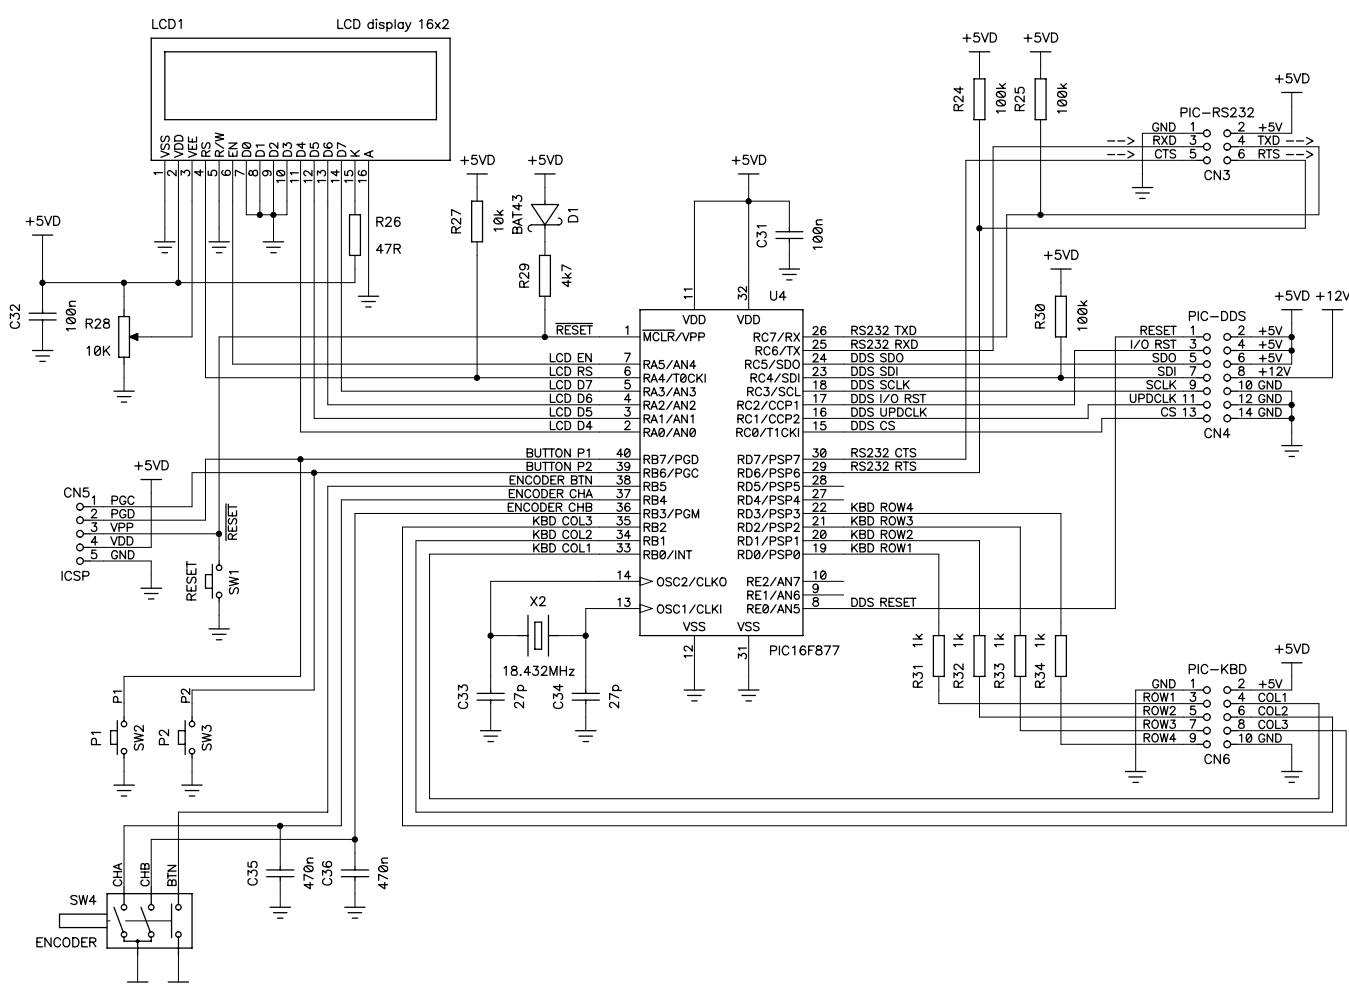 LCD1 LCD display 16x2
VSS VDD VEE RS R/W EN D0 D1 D2 D3 D4 D5 D6 D7 K A
1 2 3 4 5 6 7 8 9 10 11 12 13 14 15 16
+5VD
C32 100n
R28 10K
R26 47R
+5VD
R27 10k
+5VD
BAT43 D1
R29 4k7
+5VD
C31 100n
+5VD
R24 100k
+5VD
R25 100k
+5VD
PIC-RS232
GND 1 2 +5V
--> RXD 3 4 TXD -->
--> CTS 5 6 RTS -->
CN3
+5VD
R30 100k
+5VD +12V
PIC-DDS
RESET 1 2 +5V
I/O RST 3 4 +5V
SDO 5 6 +5V
SDI 7 8 +12V
SCLK 9 10 GND
UPDCLK 11 12 GND
CS 13 14 GND
CN4
U4
11 32
VDD VDD
RESET 1 MCLR/VPP
LCD EN 7 RA5/AN4
LCD RS 6 RA4/T0CKI
LCD D7 5 RA3/AN3
LCD D6 4 RA2/AN2
LCD D5 3 RA1/AN1
LCD D4 2 RA0/AN0
BUTTON P1 40 RB7/PGD
BUTTON P2 39 RB6/PGC
ENCODER BTN 38 RB5
ENCODER CHA 37 RB4
ENCODER CHB 36 RB3/PGM
KBD COL3 35 RB2
KBD COL2 34 RB1
KBD COL1 33 RB0/INT
14 OSC2/CLKO
13 OSC1/CLKI
RC7/RX 26 RS232 TXD
RC6/TX 25 RS232 RXD
RC5/SDO 24 DDS SDO
RC4/SDI 23 DDS SDI
RC3/SCL 18 DDS SCLK
RC2/CCP1 17 DDS I/O RST
RC1/CCP2 16 DDS UPDCLK
RC0/T1CKI 15 DDS CS
RD7/PSP7 30 RS232 CTS
RD6/PSP6 29 RS232 RTS
RD5/PSP5 28
RD4/PSP4 27
RD3/PSP3 22 KBD ROW4
RD2/PSP2 21 KBD ROW3
RD1/PSP1 20 KBD ROW2
RD0/PSP0 19 KBD ROW1
RE2/AN7 10
RE1/AN6 9
RE0/AN5 8 DDS RESET
VSS VSS
12 31
PIC16F877
+5VD
CN5
1 PGC
2 PGD
3 VPP
4 VDD
5 GND
ICSP
RESET
RESET SW1
X2
18.432MHz
C33 27p
C34 27p
R31 1k
R32 1k
R33 1k
R34 1k
+5VD
PIC-KBD
GND 1 2 +5V
ROW1 3 4 COL1
ROW2 5 6 COL2
ROW3 7 8 COL3
ROW4 9 10 GND
CN6
P1 P2
P1 SW2
P2 SW3
C35 470n
C36 470n
CHA CHB BTN
SW4
ENCODER